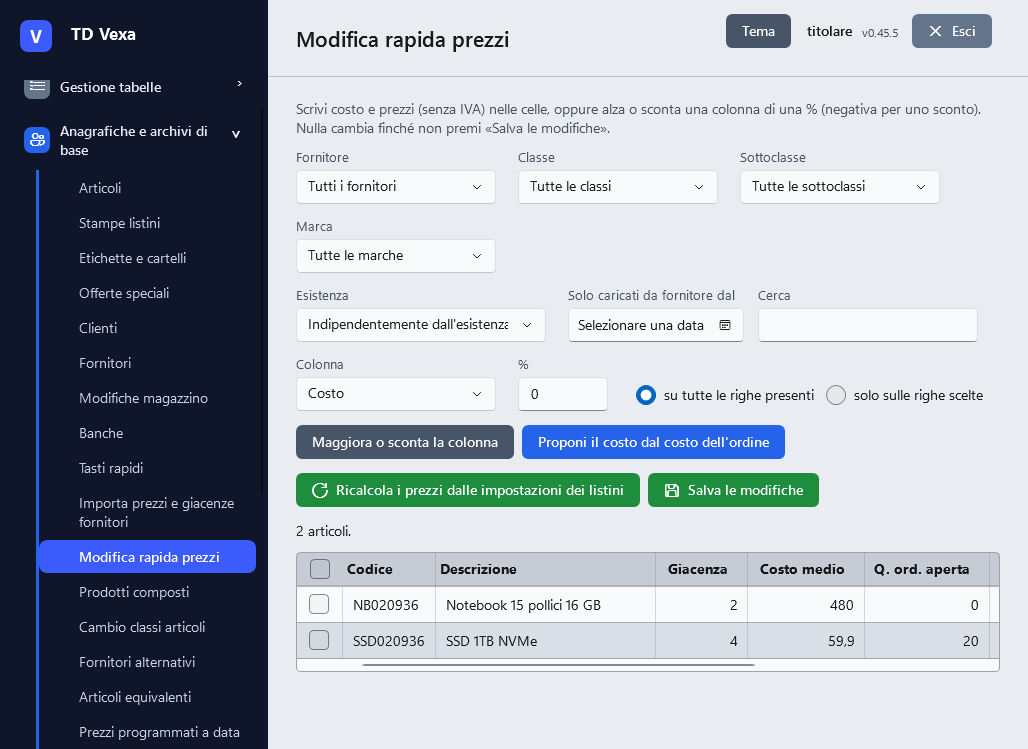 V TD Vexa
Gestione tabelle
Anagrafiche e archivi di
base
Articoli
Stampe listini
Etichette e cartelli
Offerte speciali
Clienti
Fornitori
Modifiche magazzino
Banche
Tasti rapidi
Importa prezzi e giacenze
fornitori
Modifica rapida prezzi
Prodotti composti
Cambio classi articoli
Fornitori alternativi
Articoli equivalenti
Prezzi programmati a data
Modifica rapida prezzi
Tema titolare v0.45.5 Esci
Scrivi costo e prezzi (senza IVA) nelle celle, oppure alza o sconta una colonna di una % (negativa per uno sconto).
Nulla cambia finché non premi «Salva le modifiche».
Fornitore Classe Sottoclasse
Tutti i fornitori Tutte le classi Tutte le sottoclassi
Marca
Tutte le marche
Esistenza Solo caricati da fornitore dal Cerca
Indipendentemente dall'esistenza Selezionare una data
Colonna %
Costo 0 su tutte le righe presenti solo sulle righe scelte
Maggiora o sconta la colonna Proponi il costo dal costo dell'ordine
Ricalcola i prezzi dalle impostazioni dei listini Salva le modifiche
2 articoli.
Codice Descrizione Giacenza Costo medio Q. ord. aperta
NB020936 Notebook 15 pollici 16 GB 2 480 0
SSD020936 SSD 1TB NVMe 4 59,9 20